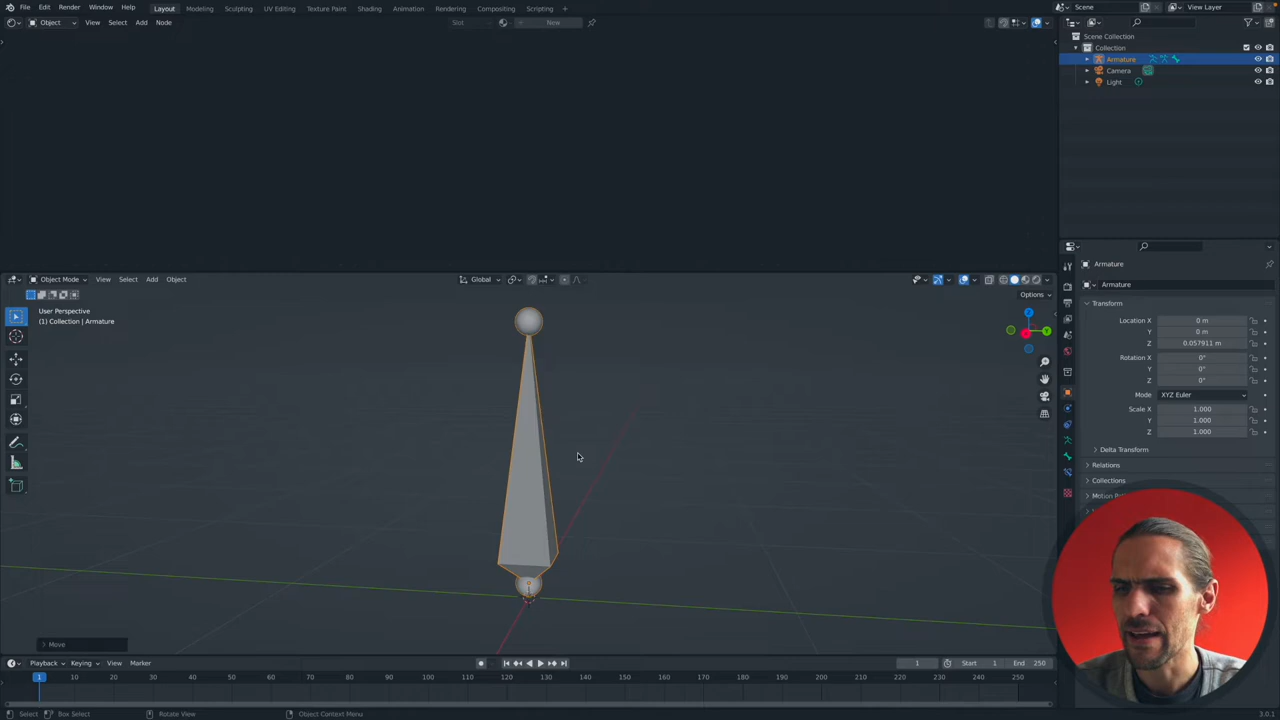 File Edit Render Window Help Layout Modeling Sculpting UV Editing Texture Paint Shading Animation Rendering Compositing Scripting + Scene View Layer
Object View Select Add Node Slot New
Scene Collection
Collection
Armature
Camera
Light
Object Mode View Select Add Object Global
Options
User Perspective
(1) Collection | Armature
Z
Y
Armature
Armature
Transform
Location X 0 m
Y 0 m
Z 0.057911 m
Rotation X 0°
Y 0°
Z 0°
Mode XYZ Euler
Scale X 1.000
Y 1.000
Z 1.000
Delta Transform
Relations
Collections
Move
Playback Keying View Marker 1 Start 1 End 250
1 10 20 30 40 50 60 70 80 90 100 110 120 130 140 150 160 170 180 190 200 210 220 230 240 250
Select Box Select Rotate View Object Context Menu 3.0.1